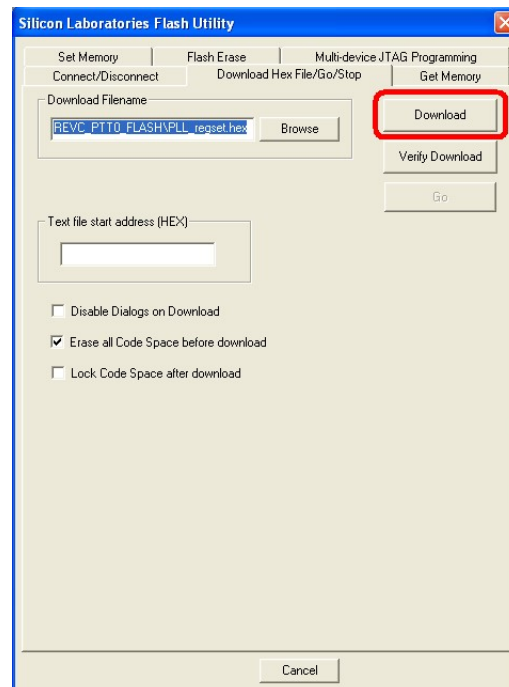 Silicon Laboratories Flash Utility
Set Memory
Flash Erase
Multi-device JTAG Programming
Connect/Disconnect
Download Hex File/Go/Stop
Get Memory
Download Filename
REVC_PTT0_FLASH\PLL_regset.hex
Browse
Download
Verify Download
Go
Text file start address (HEX)
Disable Dialogs on Download
Erase all Code Space before download
Lock Code Space after download
Cancel